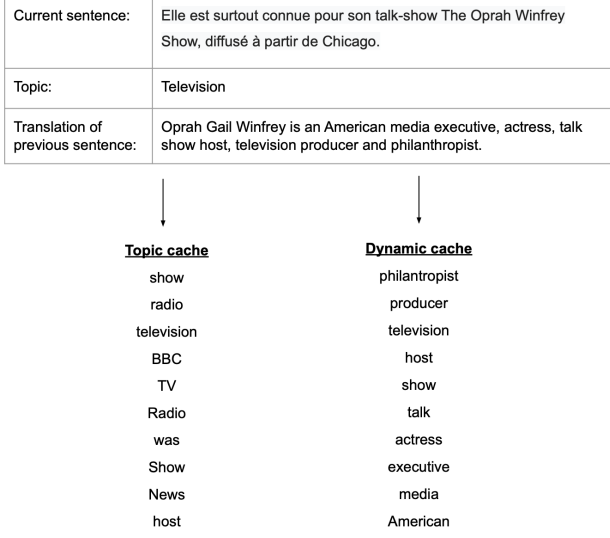 Current sentence:
Elle est surtout connue pour son talk-show The Oprah Winfrey
Show, diffusé à partir de Chicago.
Topic:
Television
Translation of
previous sentence:
Oprah Gail Winfrey is an American media executive, actress, talk
show host, television producer and philanthropist.
Topic cache
show
radio
television
BBC
TV
Radio
was
Show
News
host
Dynamic cache
philantropist
producer
television
host
show
talk
actress
executive
media
American